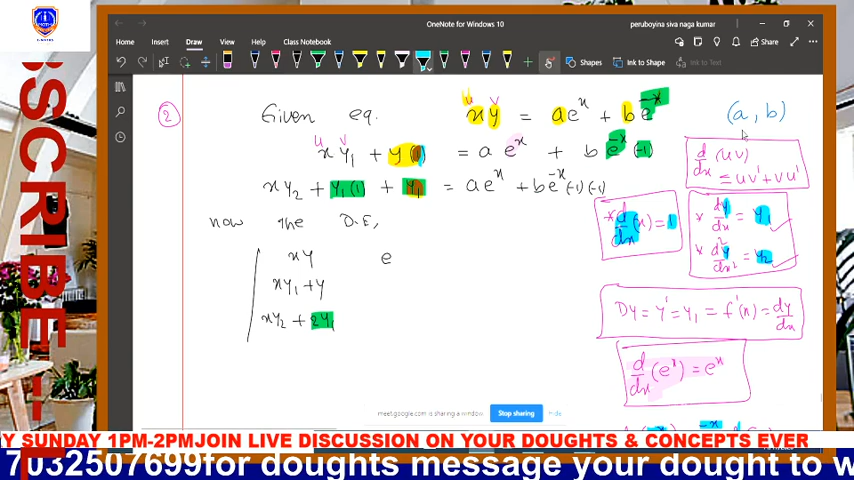 OneNote for Windows 10
peruboyina siva naga kumar
Home Insert Draw View Help Class Notebook
Share
Shapes
Ink to Shape
Ink to Text
2
Given eq. xy = ae^x + be^-x (a, b)
u v
u v
xy₁ + y(1) = ae^x + be^-x(-1)
d/dx (uv)
≤ uv' + vu'
xy₂ + y₁(1) + y₁ = ae^x + be^-x(-1)(-1)
* d/dx (x) = 1
* dy/dx = y₁
* d²y/dx² = y₂
now the D.E,
xy e
xy₁ + y
xy₂ + 2y₁
Dy = y' = y₁ = f'(x) = dy/dx
d/dx (e^x) = e^x
meet.google.com is sharing a window. Stop sharing Hide
Y SUNDAY 1PM-2PMJOIN LIVE DISCUSSION ON YOUR DOUGHTS & CONCEPTS EVER
7032507699for doughts message your dought to w